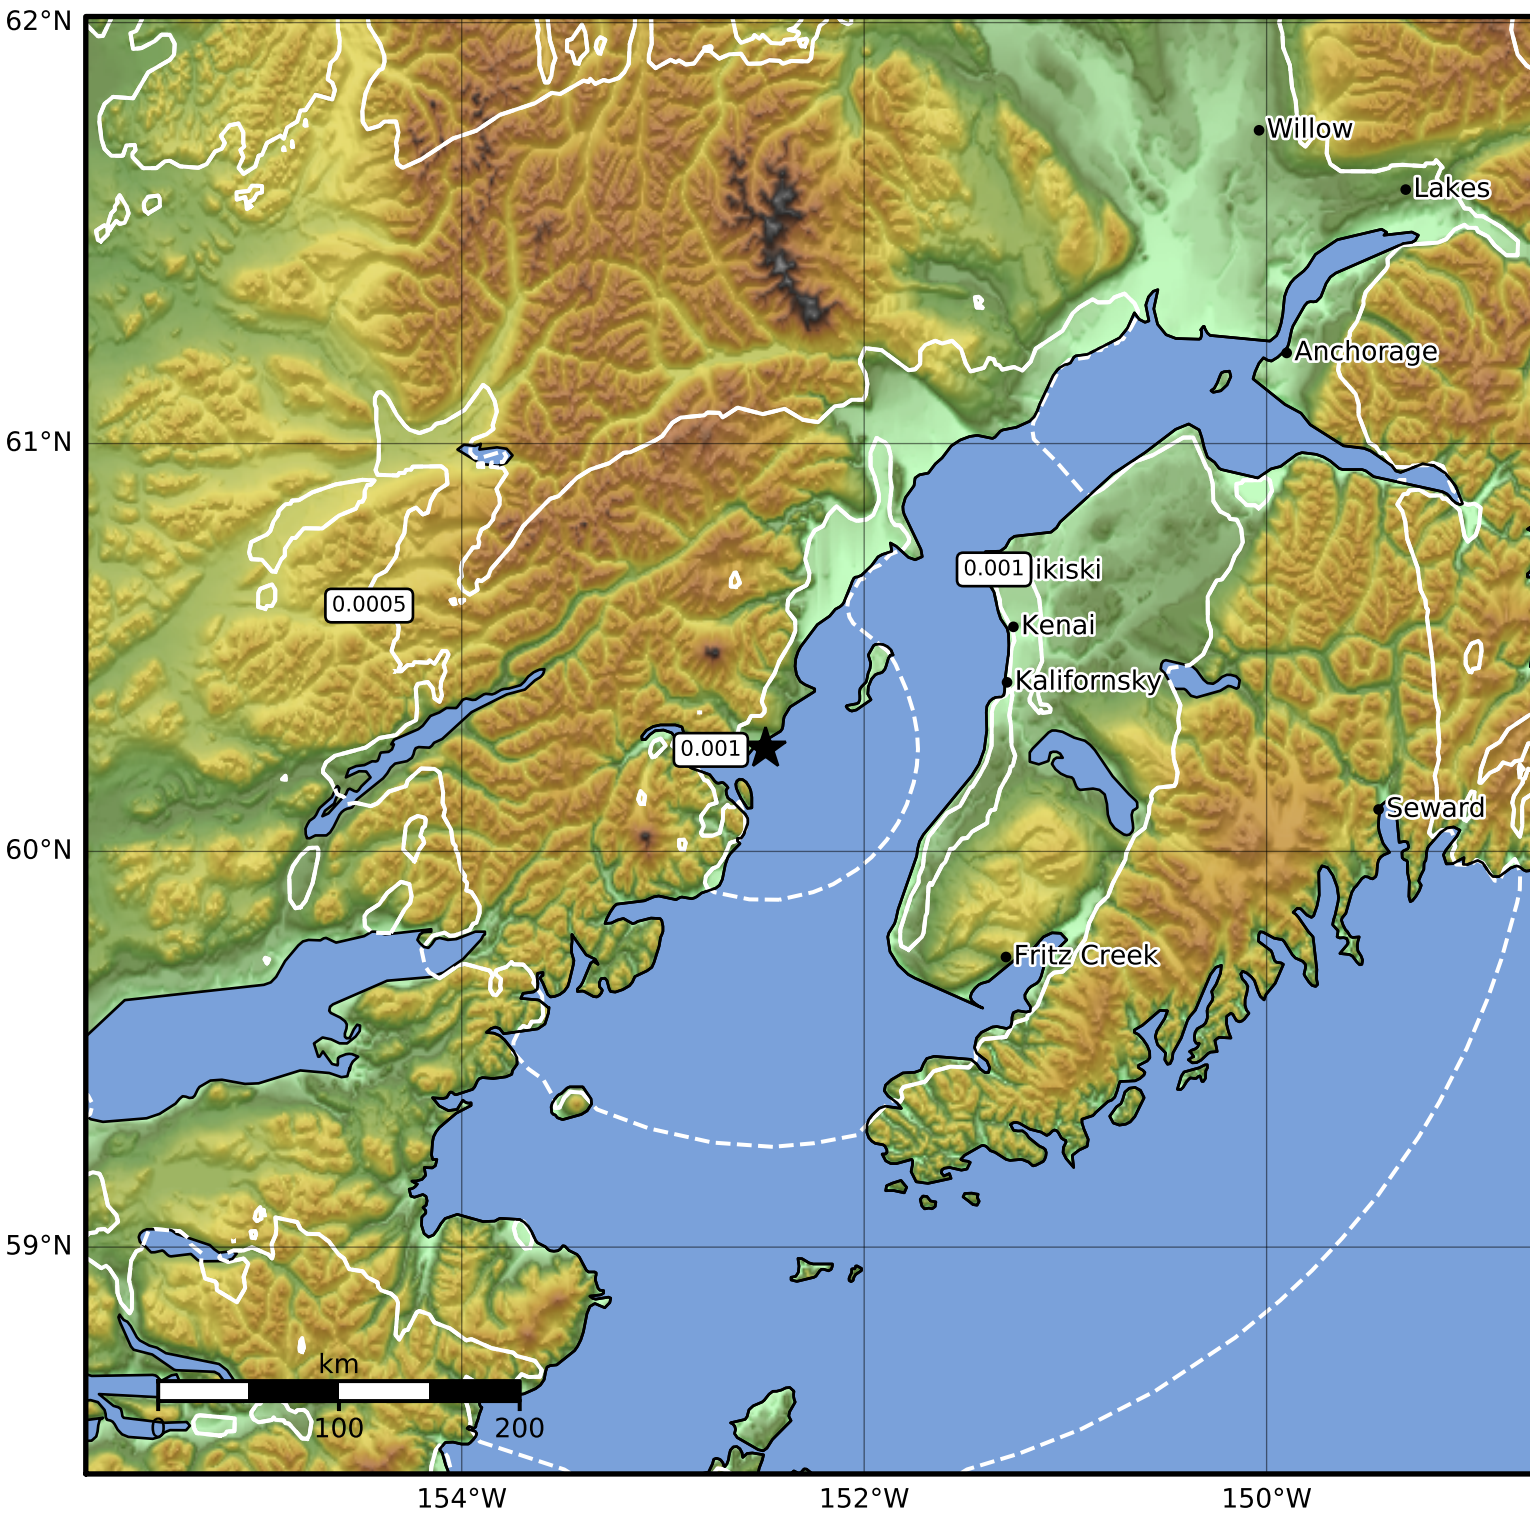 62°N
Willow
Lakes
Anchorage
61°N
0.001 ikiski
0.0005
Kenai
Kalifornsky
0.001
Seward
60°N
Fritz Creek
59°N
km
0 100 200
154°W 152°W 150°W